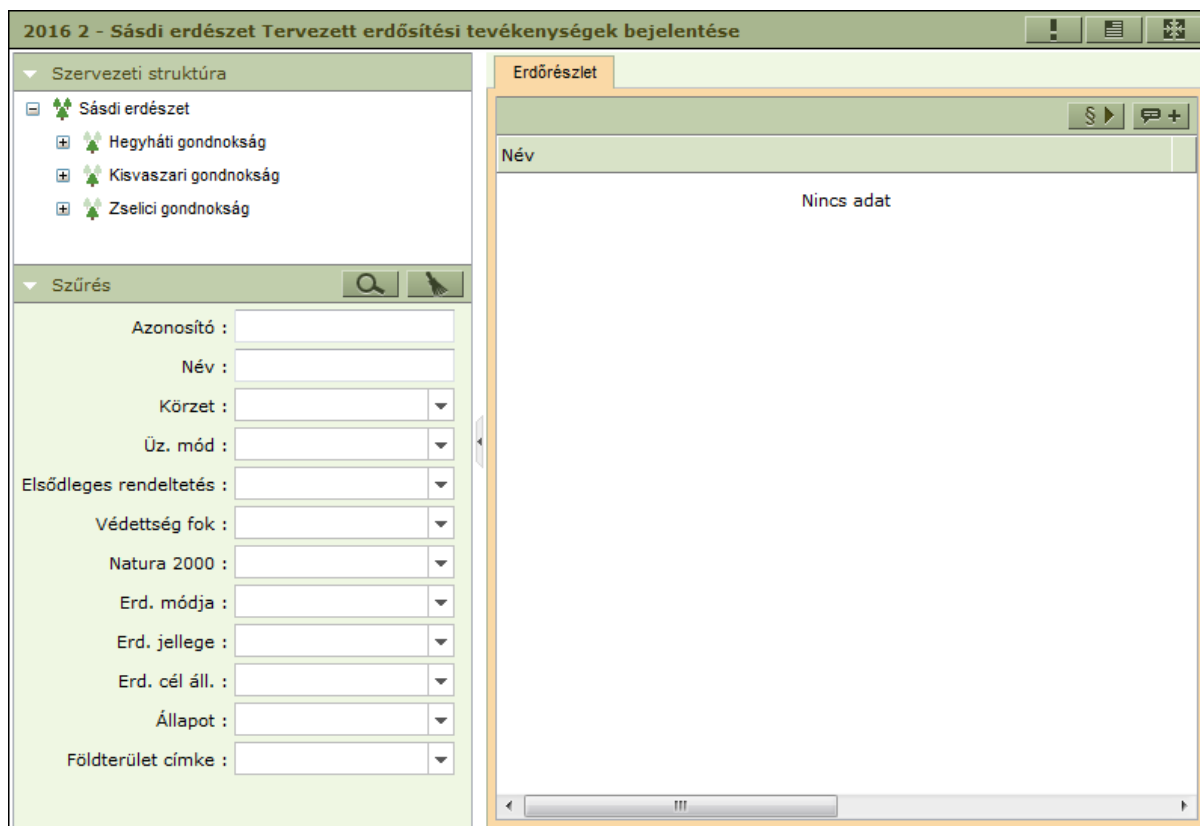 2016 2 - Sásdi erdészet Tervezett erdősítési tevékenységek bejelentése
Szervezeti struktúra
Sásdi erdészet
Hegyháti gondnokság
Kisvaszari gondnokság
Zselici gondnokság
Szűrés
Azonosító :
Név :
Körzet :
Üz. mód :
Elsődleges rendeltetés :
Védettség fok :
Natura 2000 :
Erd. módja :
Erd. jellege :
Erd. cél áll. :
Állapot :
Földterület címke :
Erdőrészlet
§
Név
Nincs adat